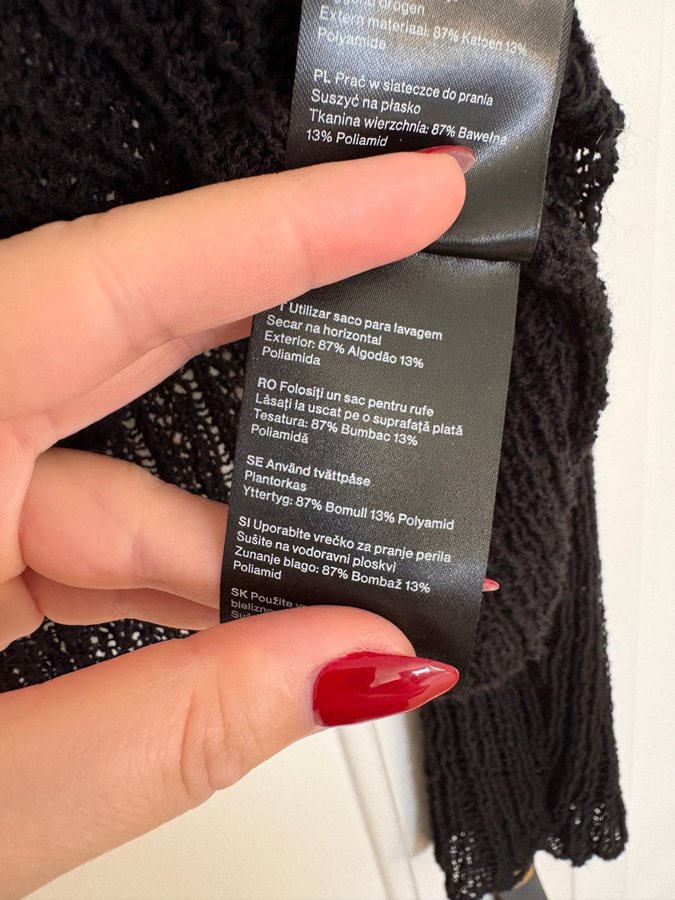 drogen
Extern materiaal: 87% Katoen 13%
Polyamide
PL Prać w siateczce do prania
Suszyć na płasko
Tkanina wierzchnia: 87% Bawełna
13% Poliamid
Utilizar saco para lavagem
Secar na horizontal
Exterior: 87% Algodão 13%
Poliamida
RO Folosiți un sac pentru rufe
Lăsați la uscat pe o suprafață plată
Tesatura: 87% Bumbac 13%
Poliamidă
SE Använd tvättpåse
Plantorkas
Yttertyg: 87% Bomull 13% Polyamid
SI Uporabite vrečko za pranje perila
Sušite na vodoravni ploskvi
Zunanje blago: 87% Bombaž 13%
Poliamid
SK Použite